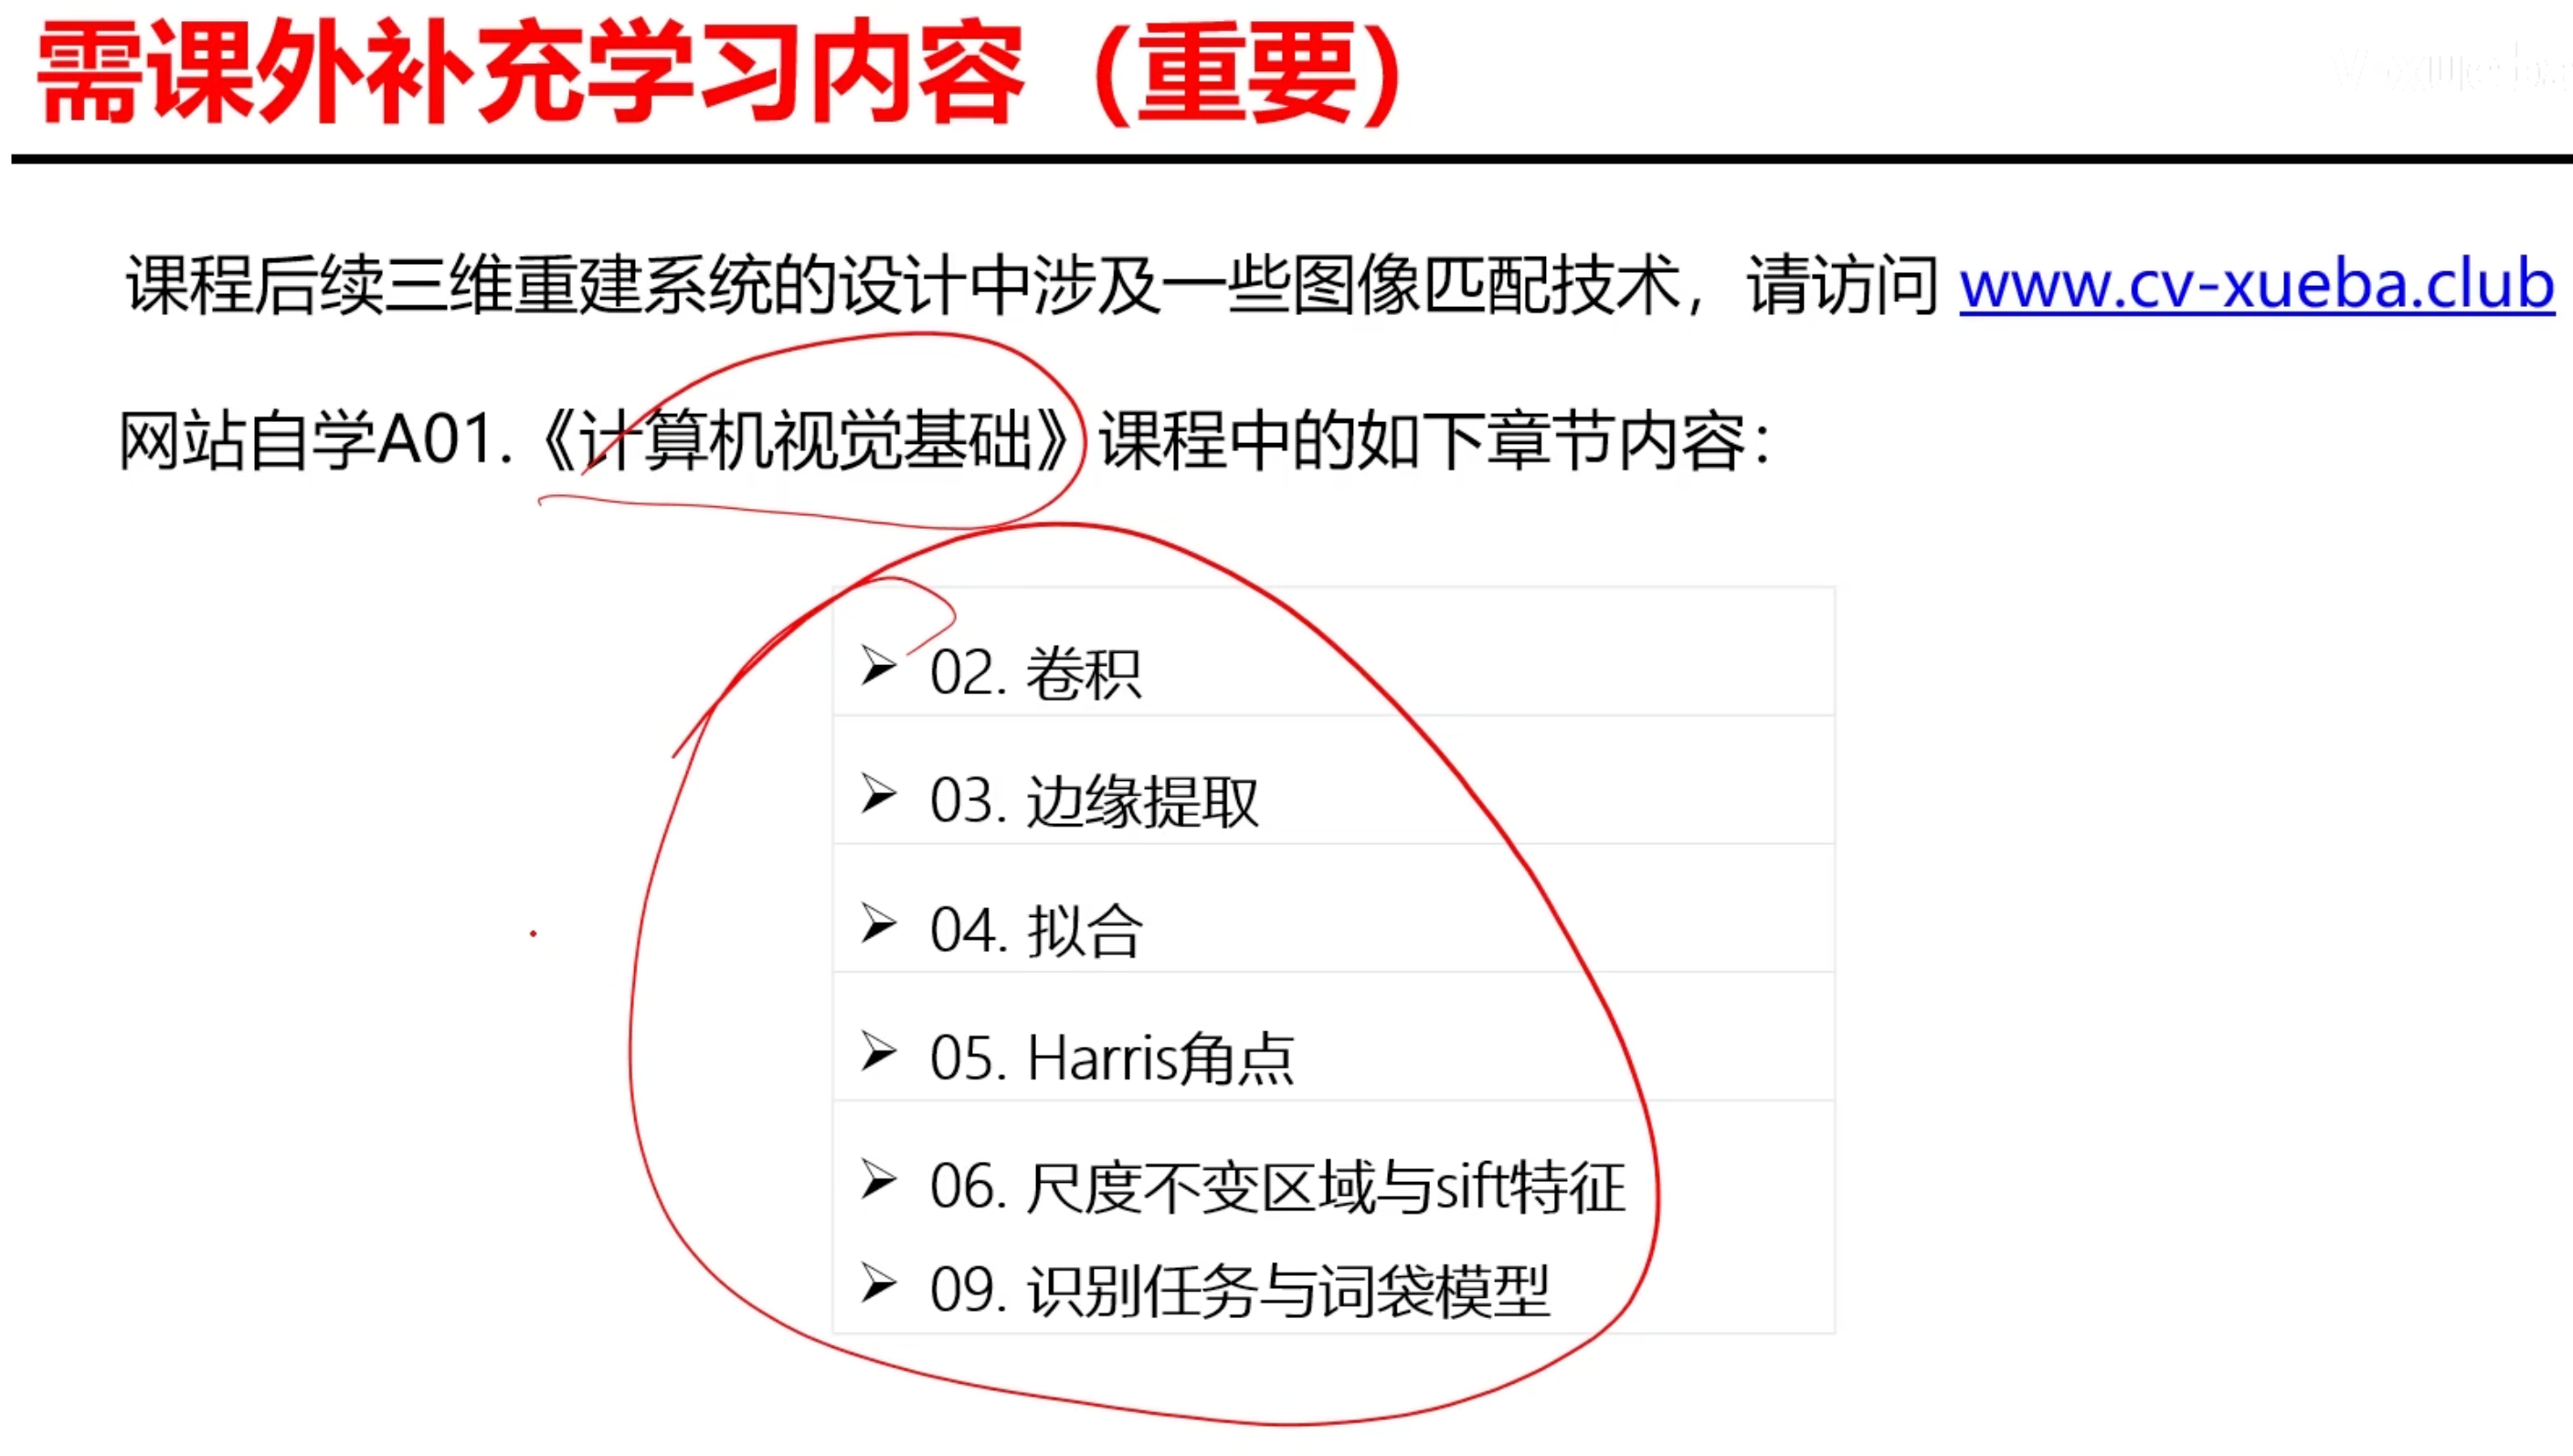 需课外补充学习内容（重要）
课程后续三维重建系统的设计中涉及一些图像匹配技术，请访问 www.cv-xueba.club
网站自学A01.《计算机视觉基础》课程中的如下章节内容：
➢ 02. 卷积
➢ 03. 边缘提取
➢ 04. 拟合
➢ 05. Harris角点
➢ 06. 尺度不变区域与sift特征
➢ 09. 识别任务与词袋模型